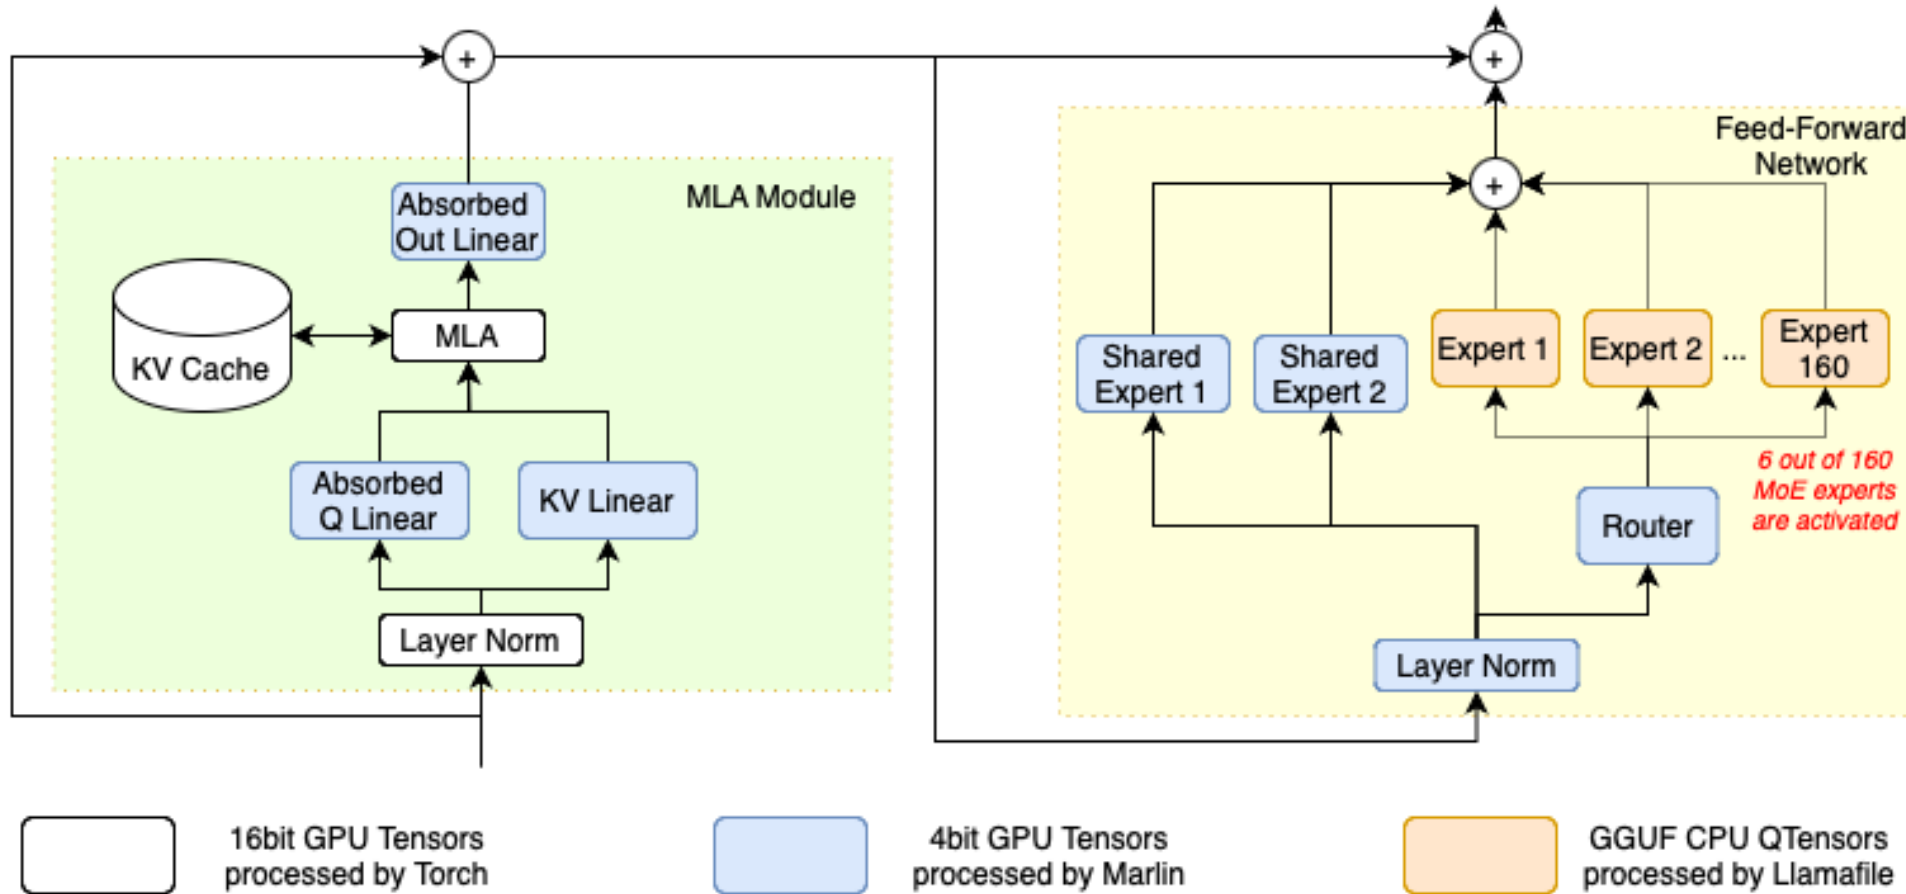 +
+
Feed-Forward
Network
MLA Module
Absorbed
Out Linear
+
KV Cache
MLA
Shared
Expert 1
Shared
Expert 2
Expert 1
Expert 2
...
Expert
160
Absorbed
Q Linear
KV Linear
6 out of 160
MoE experts
are activated
Router
Layer Norm
Layer Norm
16bit GPU Tensors
processed by Torch
4bit GPU Tensors
processed by Marlin
GGUF CPU QTensors
processed by Llamafile